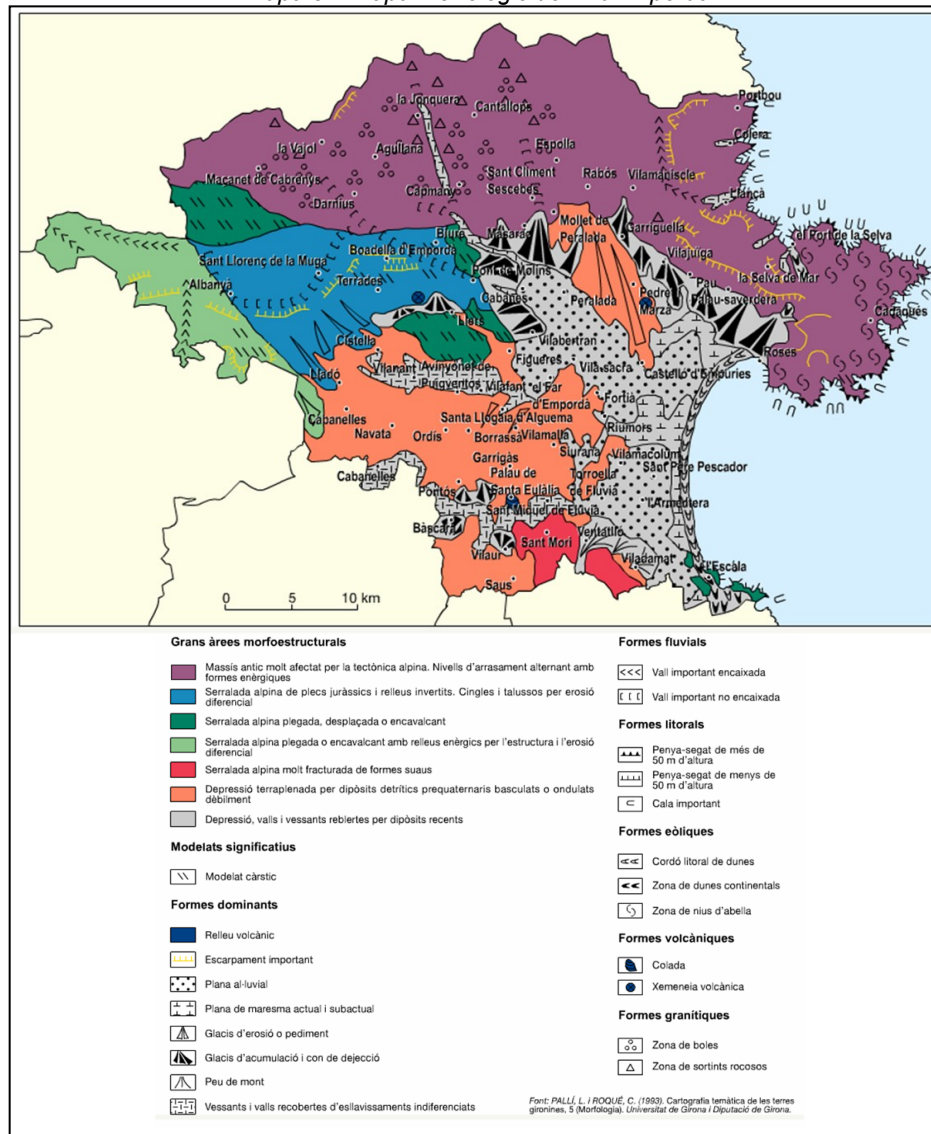 Portbou
la Jonquera
Cantallops
Colera
la Vajol
Agullana
Espolla
Sant Climent
Sescebes
Rabós
Vilamaniscle
Maçanet de Cabrenys
Capmany
Llançà
Darnius
Mollet de
Peralada
Garriguella
el Port de la Selva
Biure
Masarac
Boadella d'Empordà
Vilajuïga
Sant Llorenç de la Muga
Pont de Molins
Pau
la Selva de Mar
Albanyà
Terrades
Cabanes
Peralada
Pedret
Marzà
Palau-saverdera
Cadaqués
Llers
Cistella
Vilabertran
Roses
Figueres
Lladó
Vilanant
Avinyonet de
Puigventós
Vila-sacra
Castelló d'Empúries
Vilafant
el Far
d'Empordà
Fortià
Cabanelles
Santa Llogaia d'Àlguema
Riumors
Navata
Ordis
Borrassà
Vilamalla
Siurana
Vilamacolum
Garrigàs
Sant Pere Pescador
Cabanelles
Palau de
Santa Eulàlia
Torroella
de Fluvià
Pontós
l'Armentera
Sant Miquel de Fluvià
Bàscara
Sant Mori
Ventalló
Vilaür
Viladamat
l'Escala
Saus
0 5 10 km
Grans àrees morfoestructurals
Massís antic molt afectat per la tectònica alpina. Nivells d'arrasament alternant amb
formes enèrgiques
Serralada alpina de plecs juràssics i relleus invertits. Cingles i talussos per erosió
diferencial
Serralada alpina plegada, desplaçada o encavalcant
Serralada alpina plegada o encavalcant amb relleus enèrgics per l'estructura i l'erosió
diferencial
Serralada alpina molt fracturada de formes suaus
Depressió terraplenada per dipòsits detrítics prequaternaris basculats o ondulats
dèbilment
Depressió, valls i vessants reblertes per dipòsits recents
Modelats significatius
Modelat càrstic
Formes dominants
Relleu volcànic
Escarpament important
Plana al·luvial
Plana de maresma actual i subactual
Glacis d'erosió o pediment
Glacis d'acumulació i con de dejecció
Peu de mont
Vessants i valls recobertes d'esllavissaments indiferenciats
Formes fluvials
Vall important encaixada
Vall important no encaixada
Formes litorals
Penya-segat de més de
50 m d'altura
Penya-segat de menys de
50 m d'altura
Cala important
Formes eòliques
Cordó litoral de dunes
Zona de dunes continentals
Zona de nius d'abella
Formes volcàniques
Colada
Xemeneia volcànica
Formes granítiques
Zona de boles
Zona de sortints rocosos
Font: PALLÍ, L. i ROQUÉ, C. (1993). Cartografia temàtica de les terres
gironines, 5 (Morfologia). Universitat de Girona i Diputació de Girona.